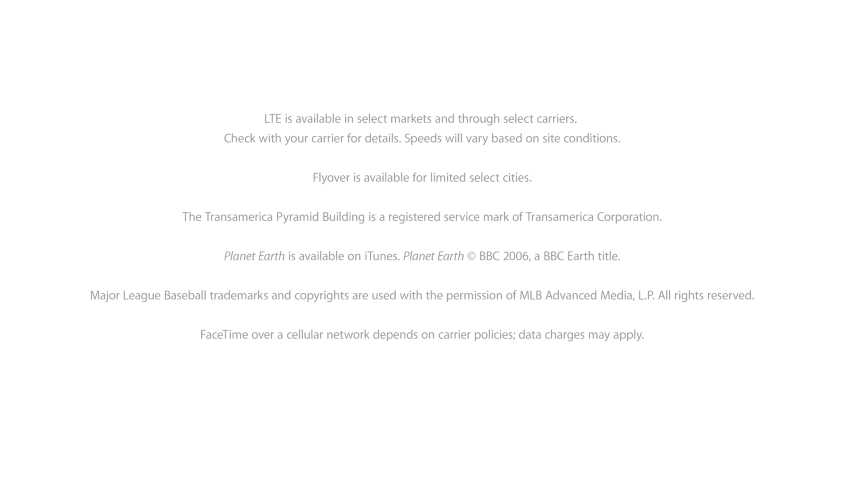 LTE is available in select markets and through select carriers.
Check with your carrier for details. Speeds will vary based on site conditions.
Flyover is available for limited select cities.
The Transamerica Pyramid Building is a registered service mark of Transamerica Corporation.
Planet Earth is available on iTunes. Planet Earth © BBC 2006, a BBC Earth title.
Major League Baseball trademarks and copyrights are used with the permission of MLB Advanced Media, L.P. All rights reserved.
FaceTime over a cellular network depends on carrier policies; data charges may apply.